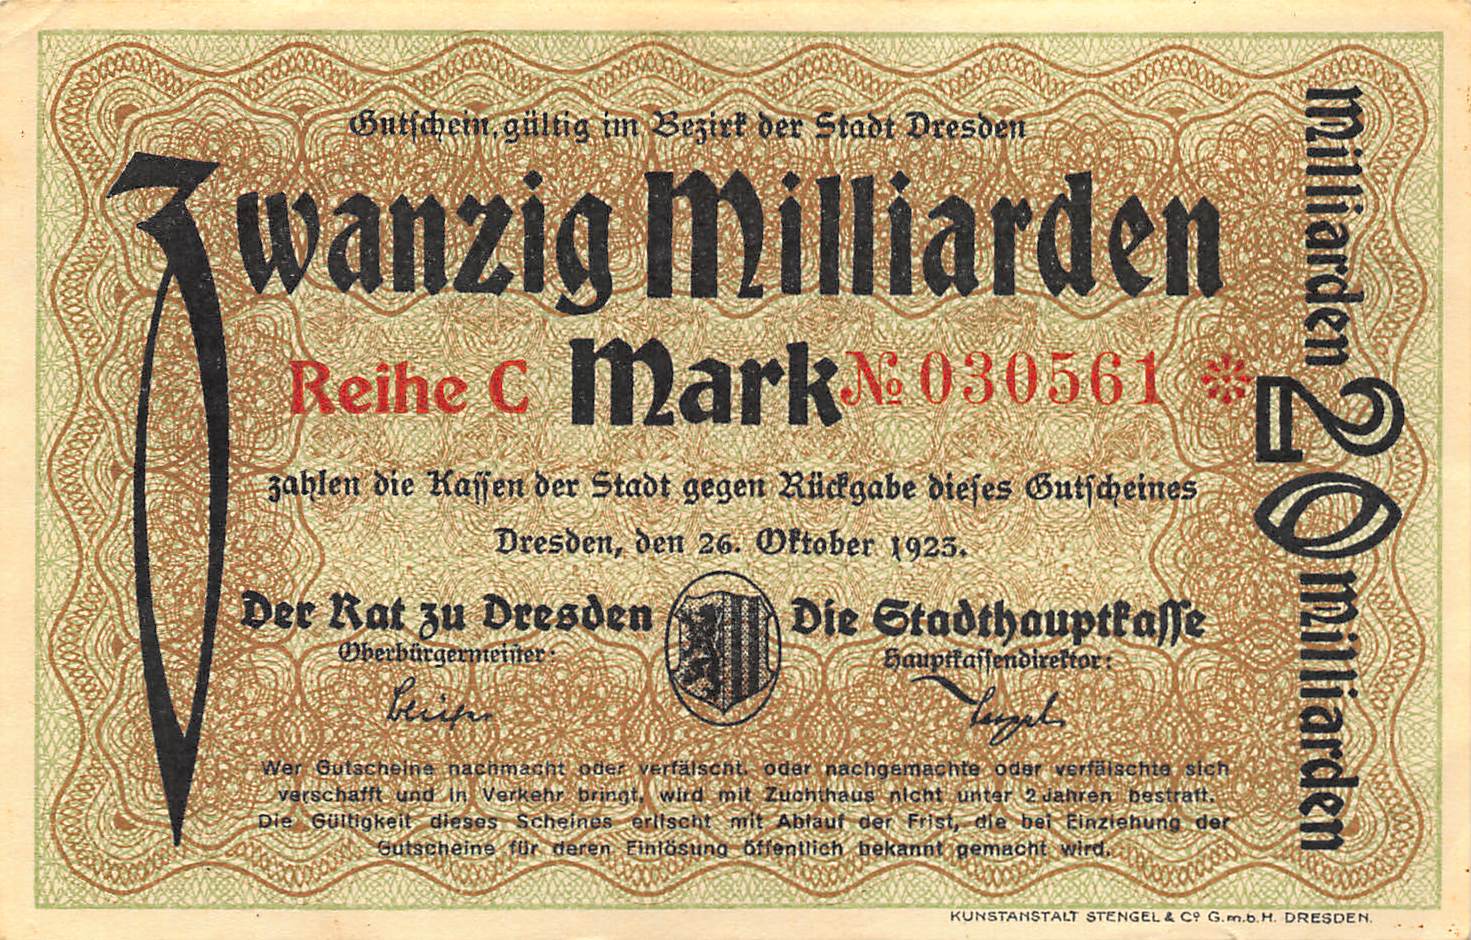 Gutschein, gültig im Bezirk der Stadt Dresden
Zwanzig Milliarden
Reihe C Mark № 030561 *
zahlen die Kassen der Stadt gegen Rückgabe dieses Gutscheines
Dresden, den 26. Oktober 1923.
Der Rat zu Dresden
Oberbürgermeister:
Die Stadthauptkasse
Hauptkassendirektor:
Wer Gutscheine nachmacht oder verfälscht, oder nachgemachte oder verfälschte sich
verschafft und in Verkehr bringt, wird mit Zuchthaus nicht unter 2 Jahren bestraft.
Die Gültigkeit dieses Scheines erlischt mit Ablauf der Frist, die bei Einziehung der
Gutscheine für deren Einlösung öffentlich bekannt gemacht wird.
Milliarden 20 Milliarden
KUNSTANSTALT STENGEL & Co G.m.b.H. DRESDEN.